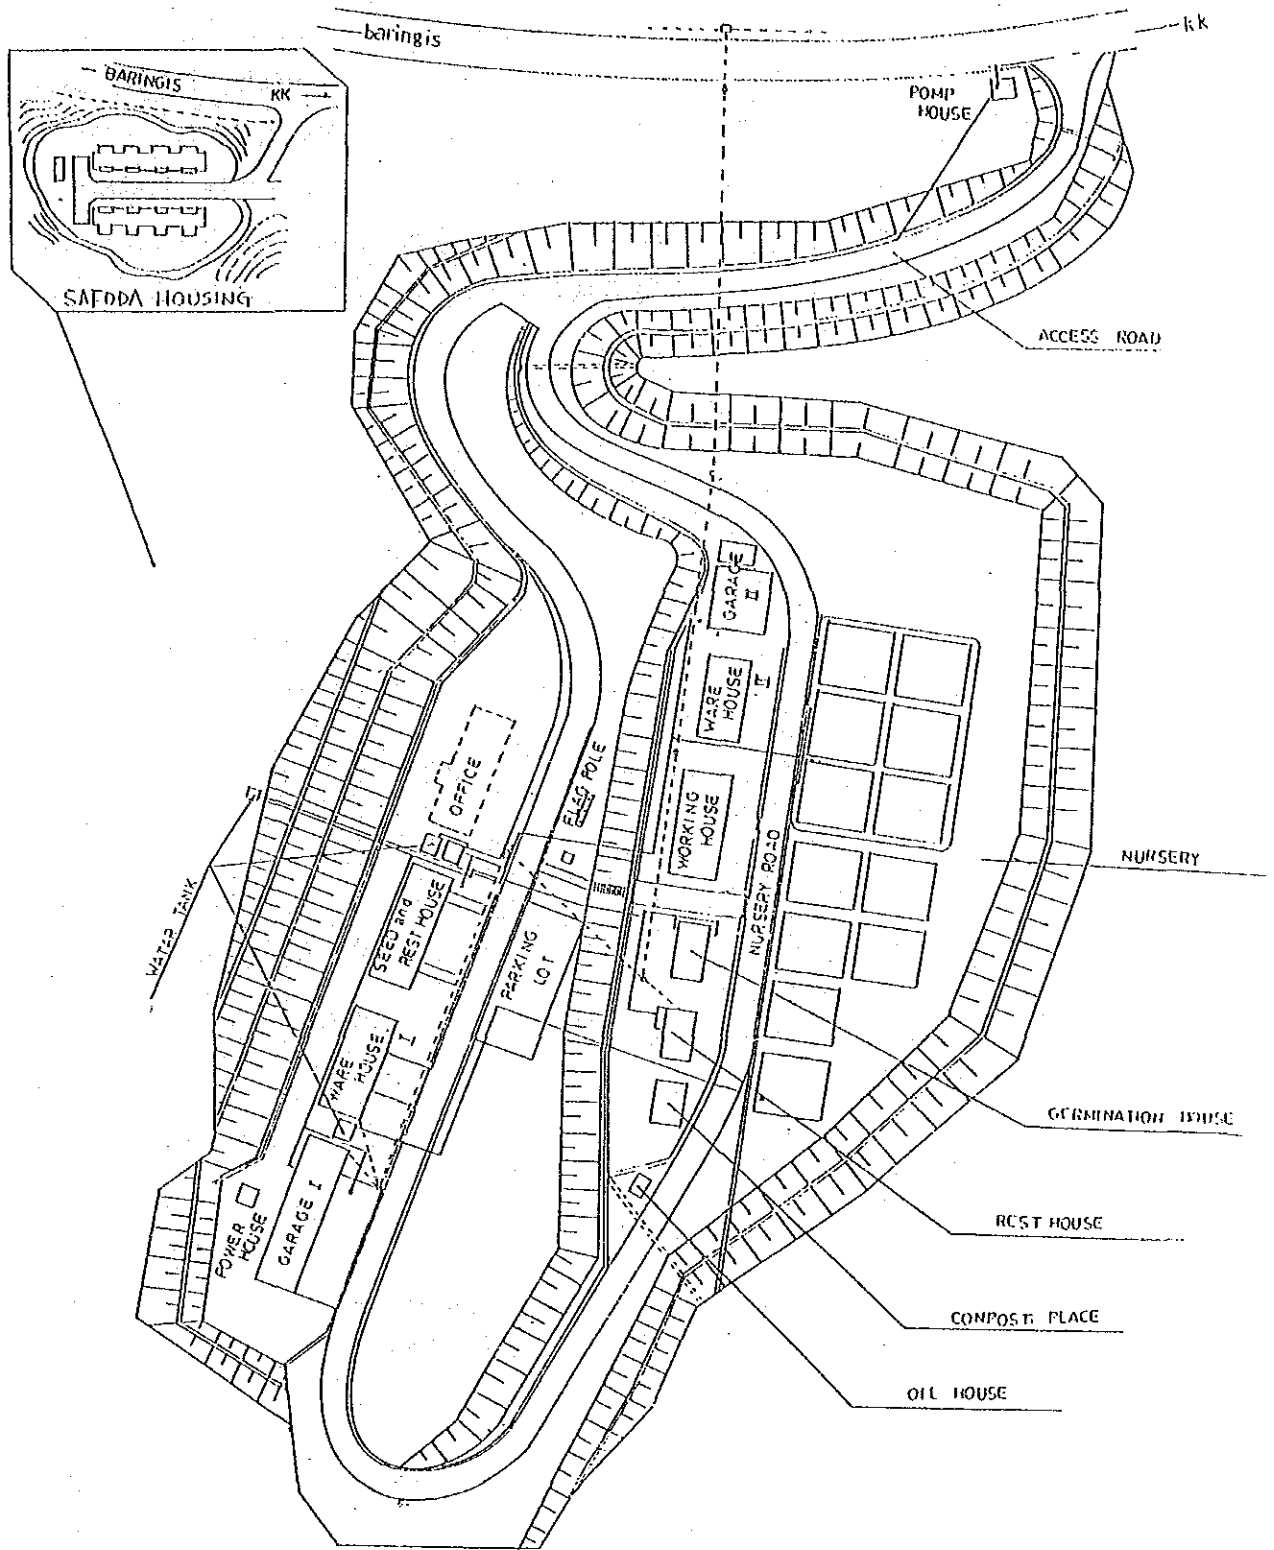 baringis
kk
BARINGIS
KK
SAFODA HOUSING
POMP
HOUSE
ACCESS ROAD
GARAGE
II
WARE
HOUSE
II
OFFICE
FLAG POLE
WORKING
HOUSE
NURSERY ROAD
NURSERY
WATAR TANK
SEED and
REST HOUSE
PARKING
LOT
WARE
HOUSE
I
GERMINATION HOUSE
POWER
HOUSE
GARAGE I
REST HOUSE
CONPOST PLACE
OIL HOUSE